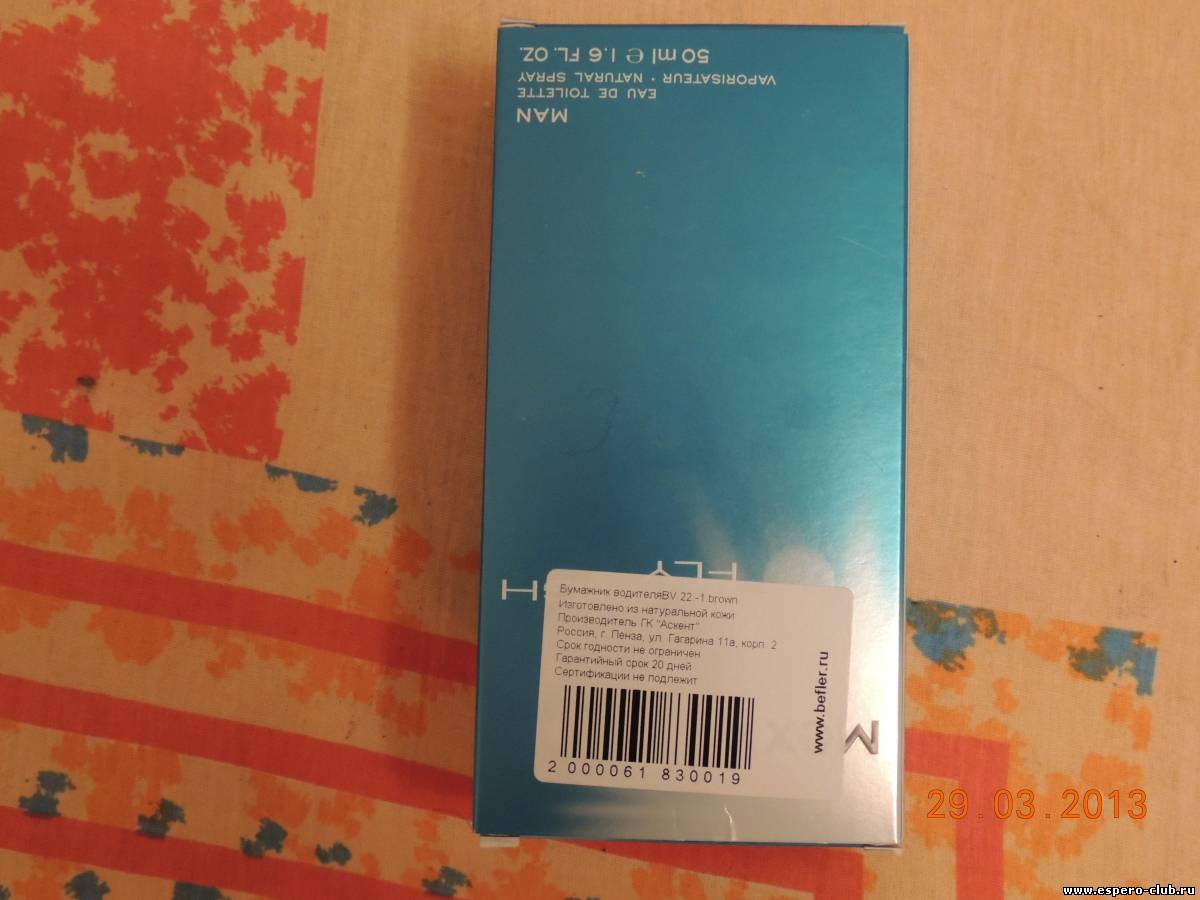 50 ml ℮ 1.6 FL. OZ.
VAPORISATEUR · NATURAL SPRAY
EAU DE TOILETTE
MAN
FLY
Бумажник водителяBV 22.-1.brown
Изготовлено из натуральной кожи
Производитель ГК "Аскент"
Россия, г. Пенза, ул. Гагарина 11а, корп. 2
Срок годности не ограничен
Гарантийный срок 20 дней
Сертификации не подлежит
2 000061 830019
www.befler.ru
29.03.2013
www.espero-club.ru